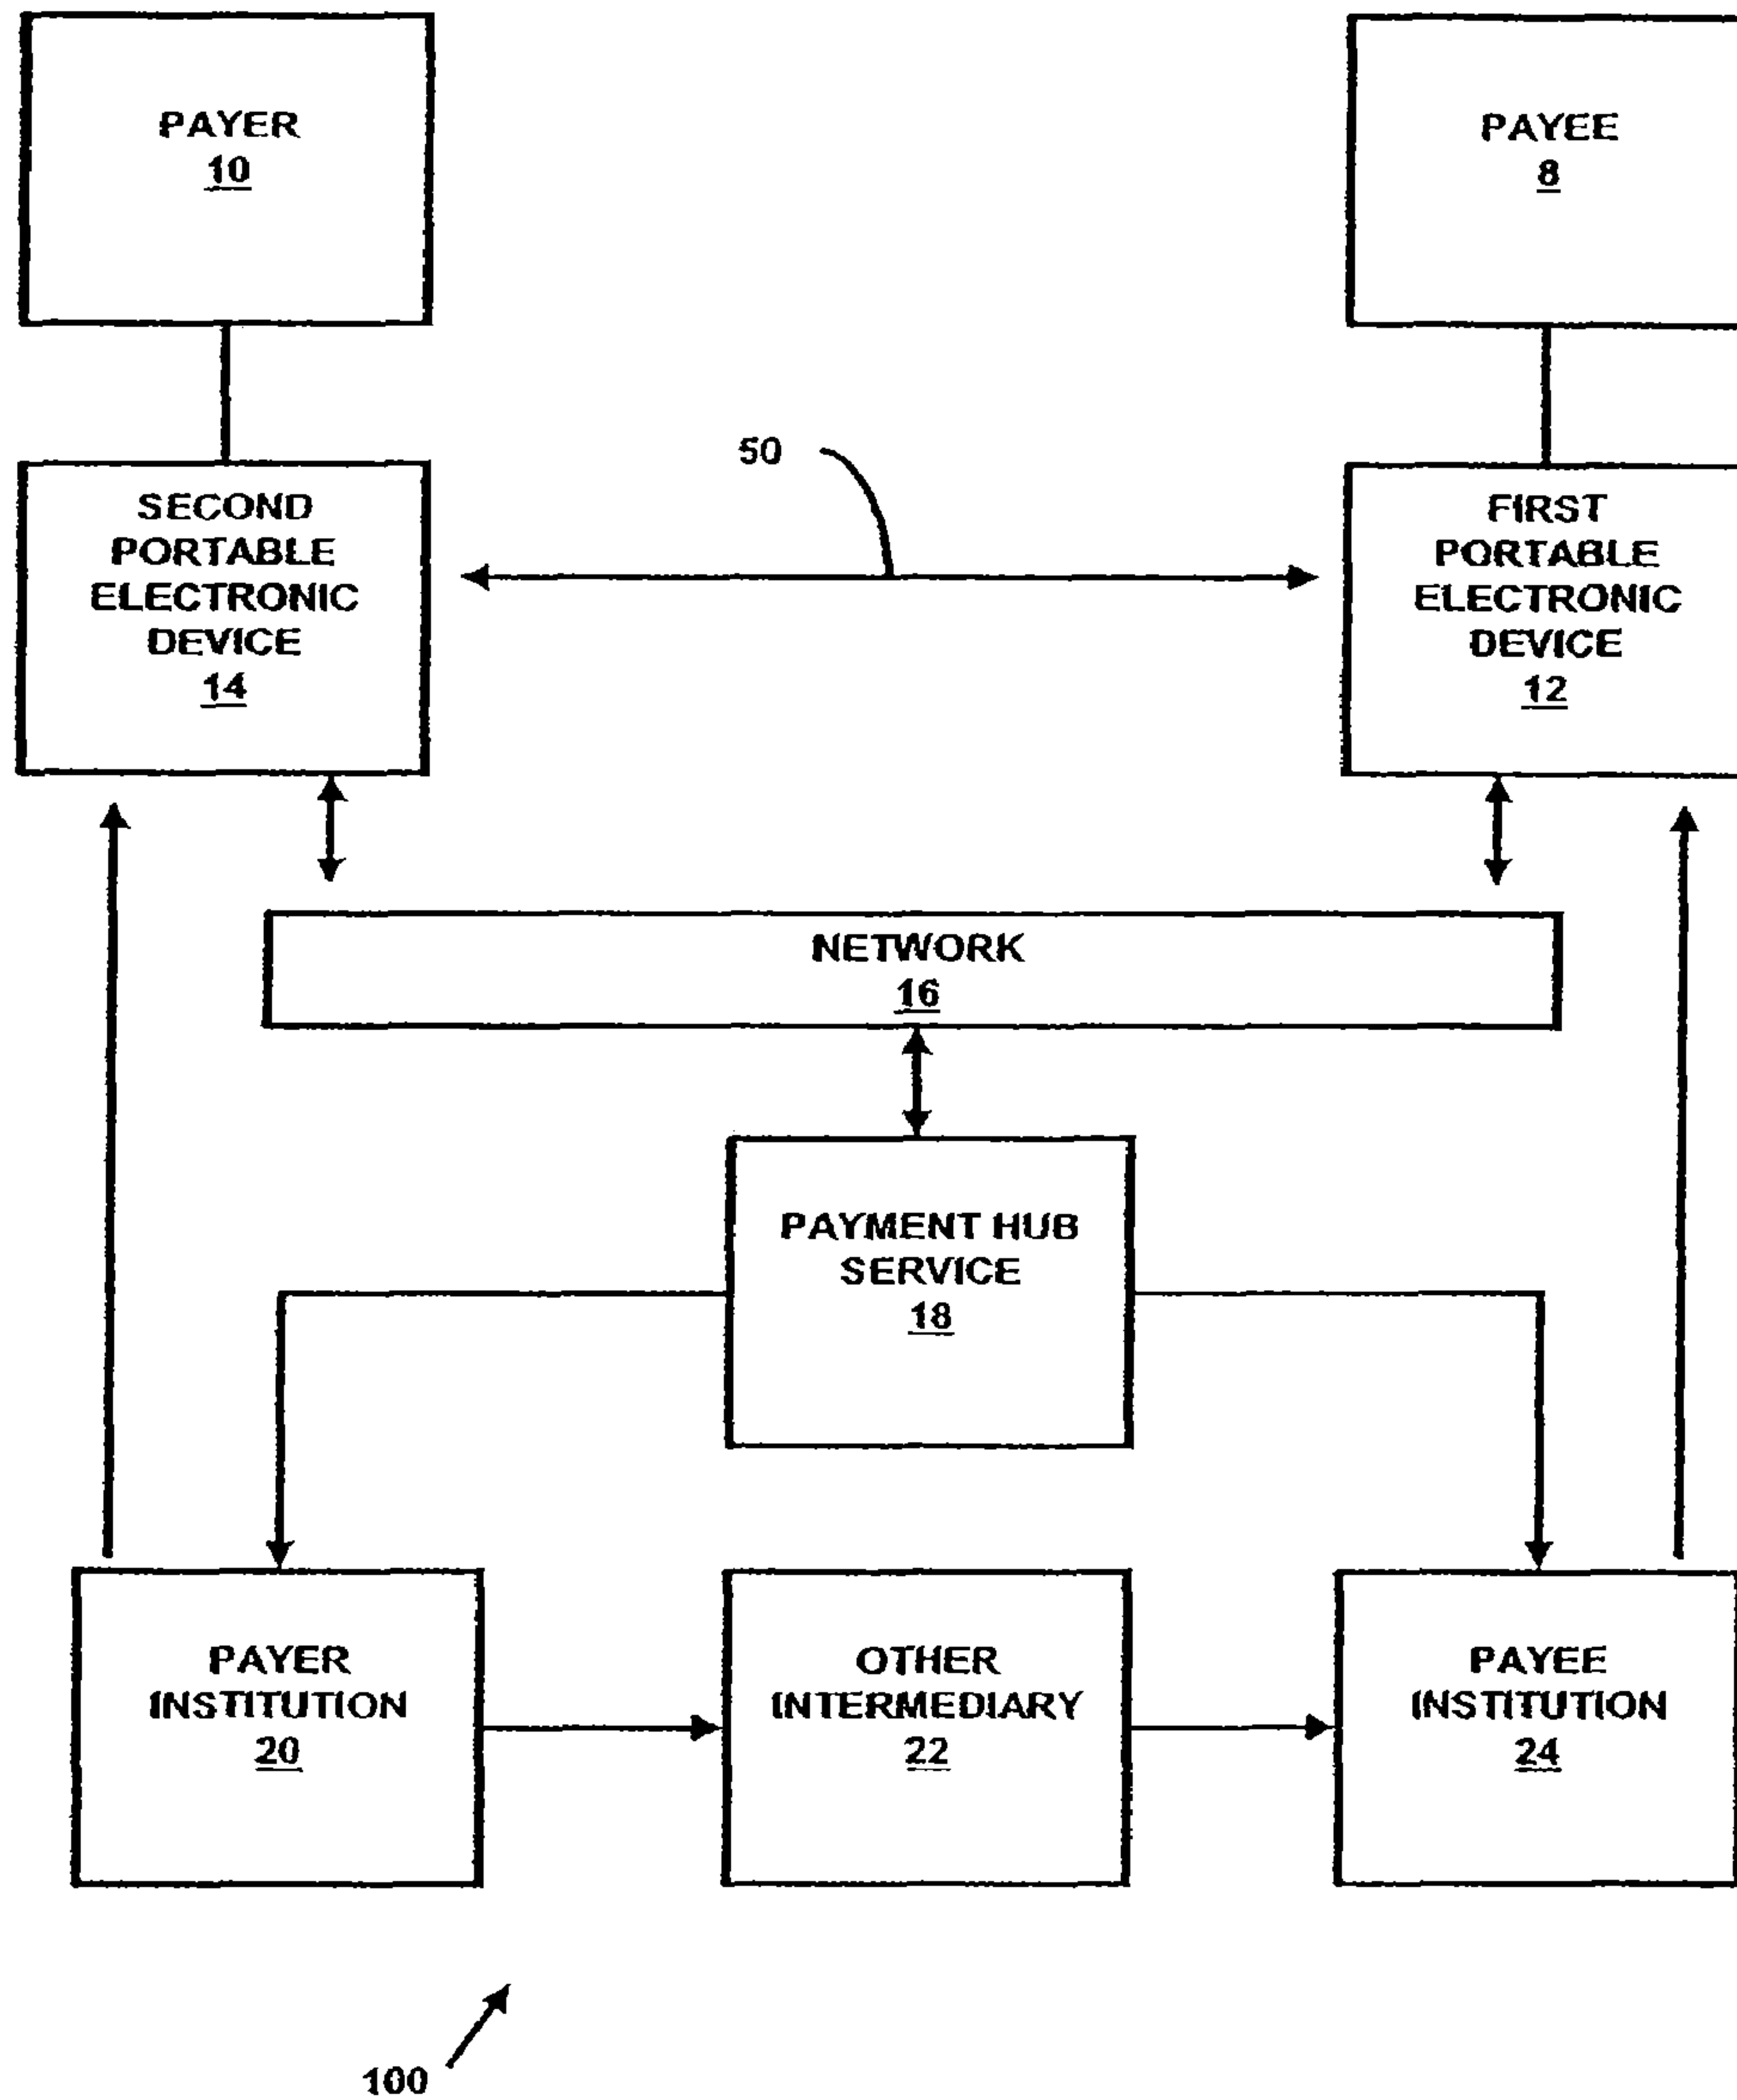 PAYER
10
PAYEE
8
50
SECOND
PORTABLE
ELECTRONIC
DEVICE
14
FIRST
PORTABLE
ELECTRONIC
DEVICE
12
NETWORK
16
PAYMENT HUB
SERVICE
18
PAYER
INSTITUTION
20
OTHER
INTERMEDIARY
22
PAYEE
INSTITUTION
24
100